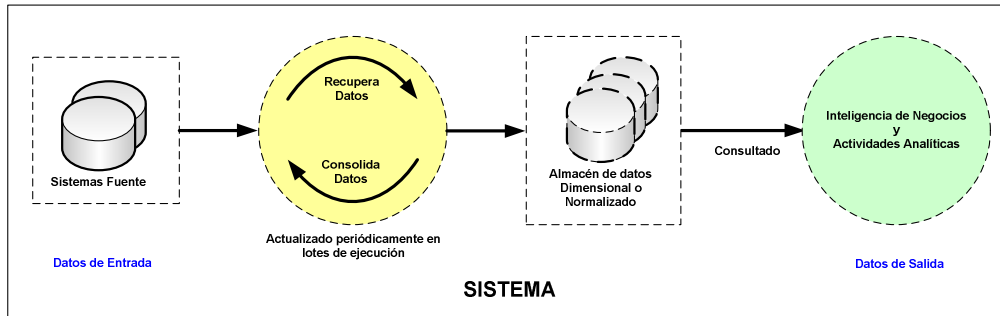 Sistemas Fuente
Datos de Entrada
Recupera
Datos
Consolida
Datos
Actualizado periódicamente en
lotes de ejecución
Almacén de datos
Dimensional o
Normalizado
Consultado
Inteligencia de Negocios
y
Actividades Analíticas
Datos de Salida
SISTEMA